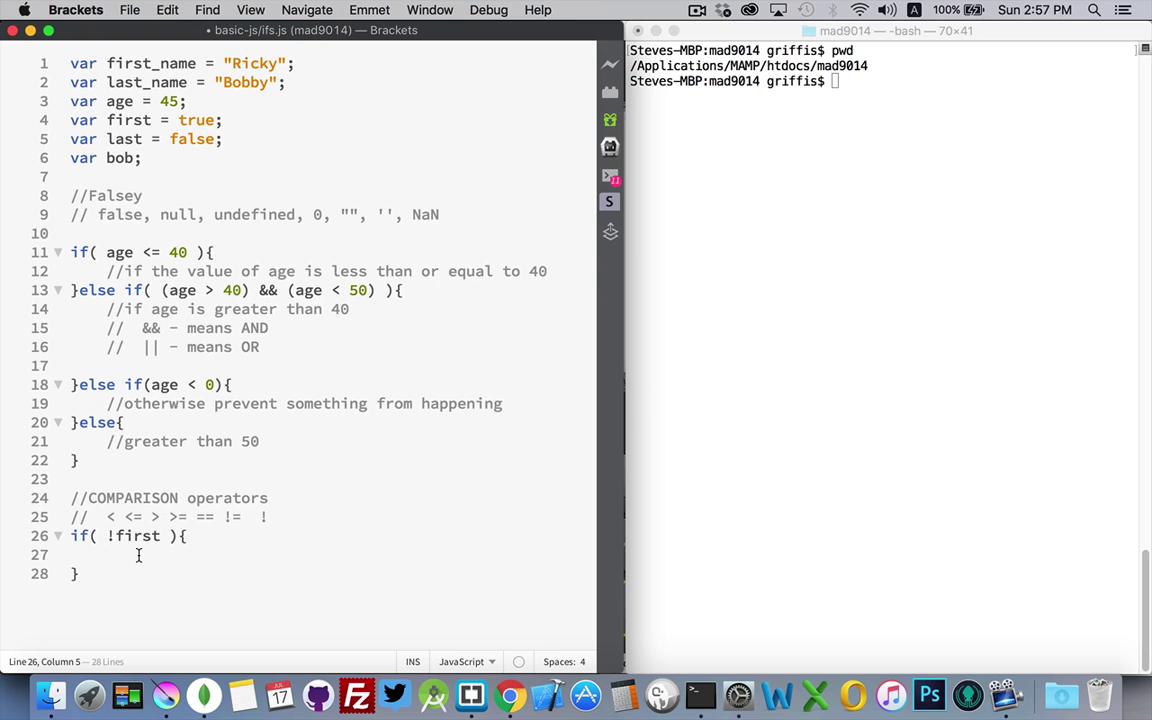 Brackets File Edit Find View Navigate Emmet Window Debug Help A 100% Sun 2:57 PM
• basic-js/ifs.js (mad9014) — Brackets
mad9014 — -bash — 70×41
1 var first_name = "Ricky";
2 var last_name = "Bobby";
3 var age = 45;
4 var first = true;
5 var last = false;
6 var bob;
7
8 //Falsey
9 // false, null, undefined, 0, "", '', NaN
10
11 if( age <= 40 ){
12 //if the value of age is less than or equal to 40
13 }else if( (age > 40) && (age < 50) ){
14 //if age is greater than 40
15 //  && - means AND
16 //  || - means OR
17
18 }else if(age < 0){
19 //otherwise prevent something from happening
20 }else{
21 //greater than 50
22 }
23
24 //COMPARISON operators
25 //  < <= > >= == !=  !
26 if( !first ){
27
28 }
Line 26, Column 5 — 28 Lines
INS JavaScript Spaces: 4
11
S
Steves-MBP:mad9014 griffis$ pwd
/Applications/MAMP/htdocs/mad9014
Steves-MBP:mad9014 griffis$
JUL
17
FZ
W
X
O
Ps